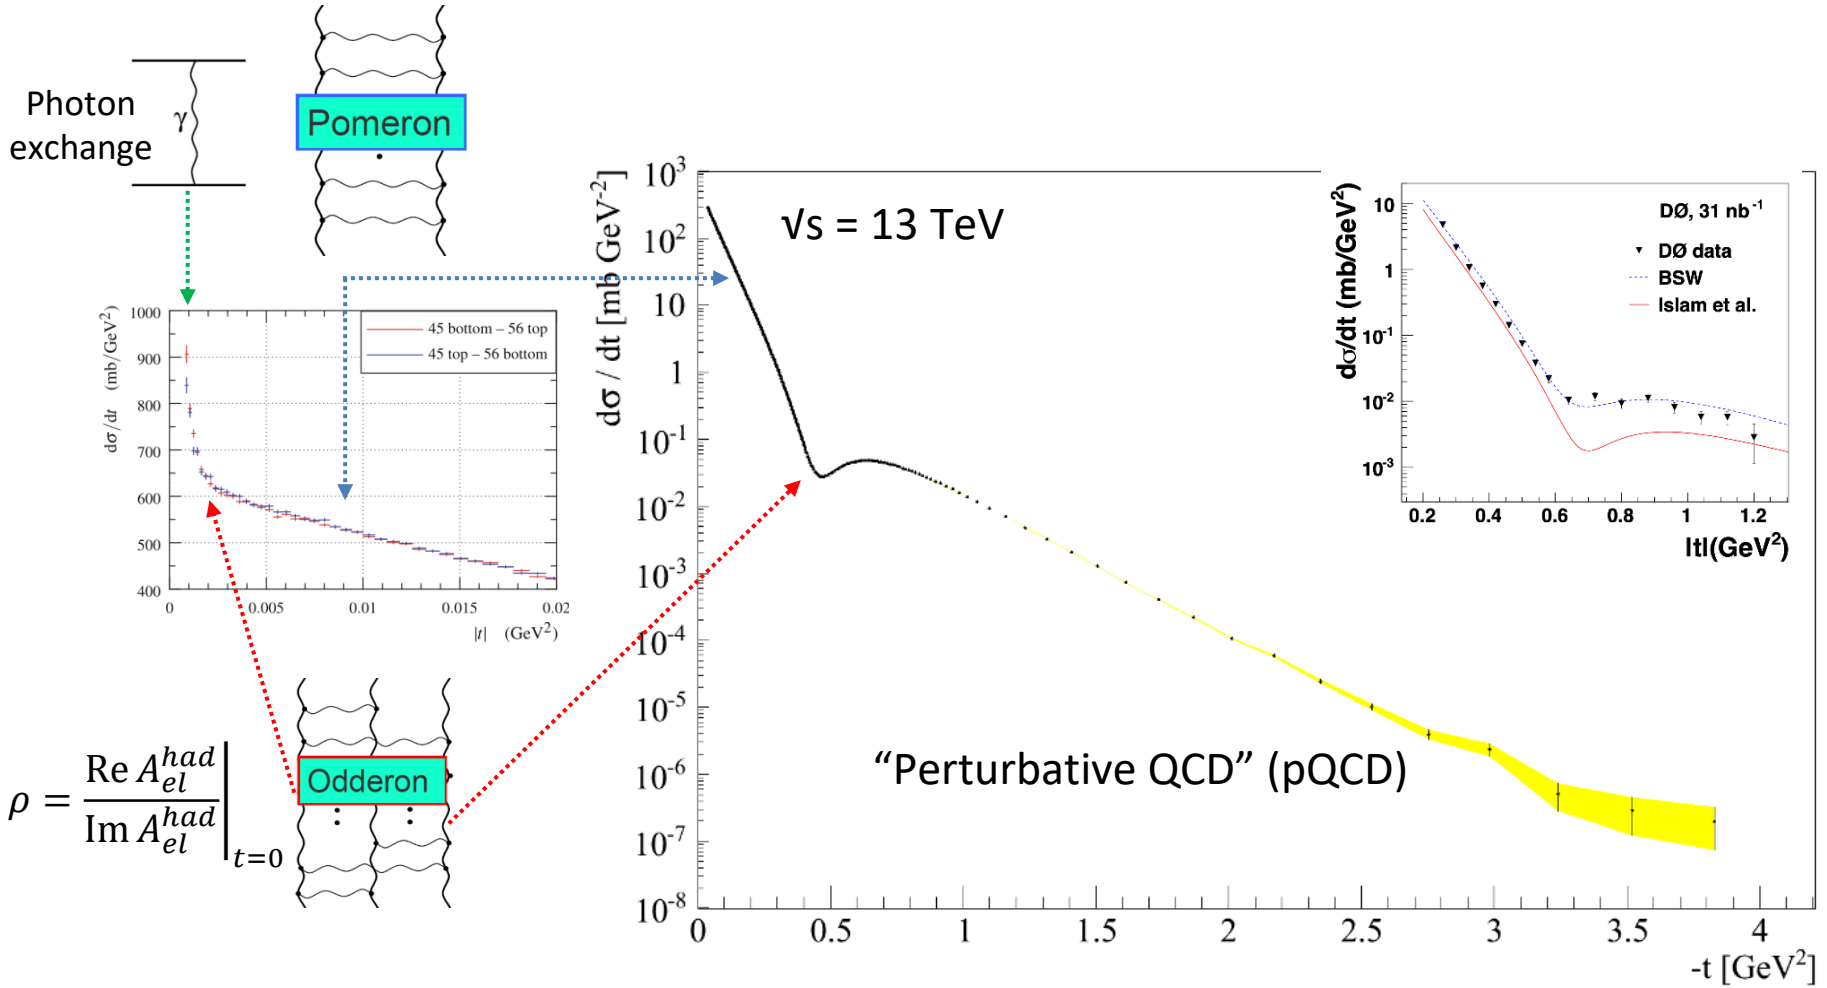 Photon
exchange
γ
Pomeron
dσ/dt (mb/GeV²)
1000
900
800
700
600
500
400
45 bottom – 56 top
45 top – 56 bottom
0
0.005
0.01
0.015
0.02
|t| (GeV²)
ρ = Re A_el^had / Im A_el^had |_{t=0}
Odderon
dσ / dt [mb GeV⁻²]
10³
10²
10
1
10⁻¹
10⁻²
10⁻³
10⁻⁴
10⁻⁵
10⁻⁶
10⁻⁷
10⁻⁸
√s = 13 TeV
“Perturbative QCD” (pQCD)
0
0.5
1
1.5
2
2.5
3
3.5
4
-t [GeV²]
dσ/dt (mb/GeV²)
10
1
10⁻¹
10⁻²
10⁻³
DØ, 31 nb⁻¹
DØ data
BSW
Islam et al.
0.2
0.4
0.6
0.8
1
1.2
|t|(GeV²)